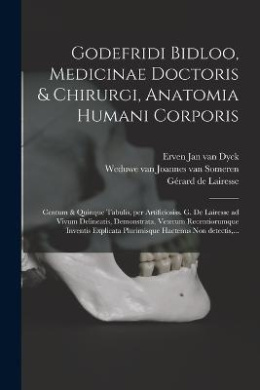 Godefridi Bidloo,
Medicinae Doctoris
& Chirurgi, Anatomia
Humani Corporis
Erven Jan van Dyck
Weduwe van Joannes van Someren
Gérard de Lairesse
Centum & Quinque Tabulis, per Artificiosiss. G. De Lairesse ad
Vivum Delineatis, Demonstrata, Veterum Recentiorumque
Inventis Explicata Plurimisque Hactenus Non detectis,...